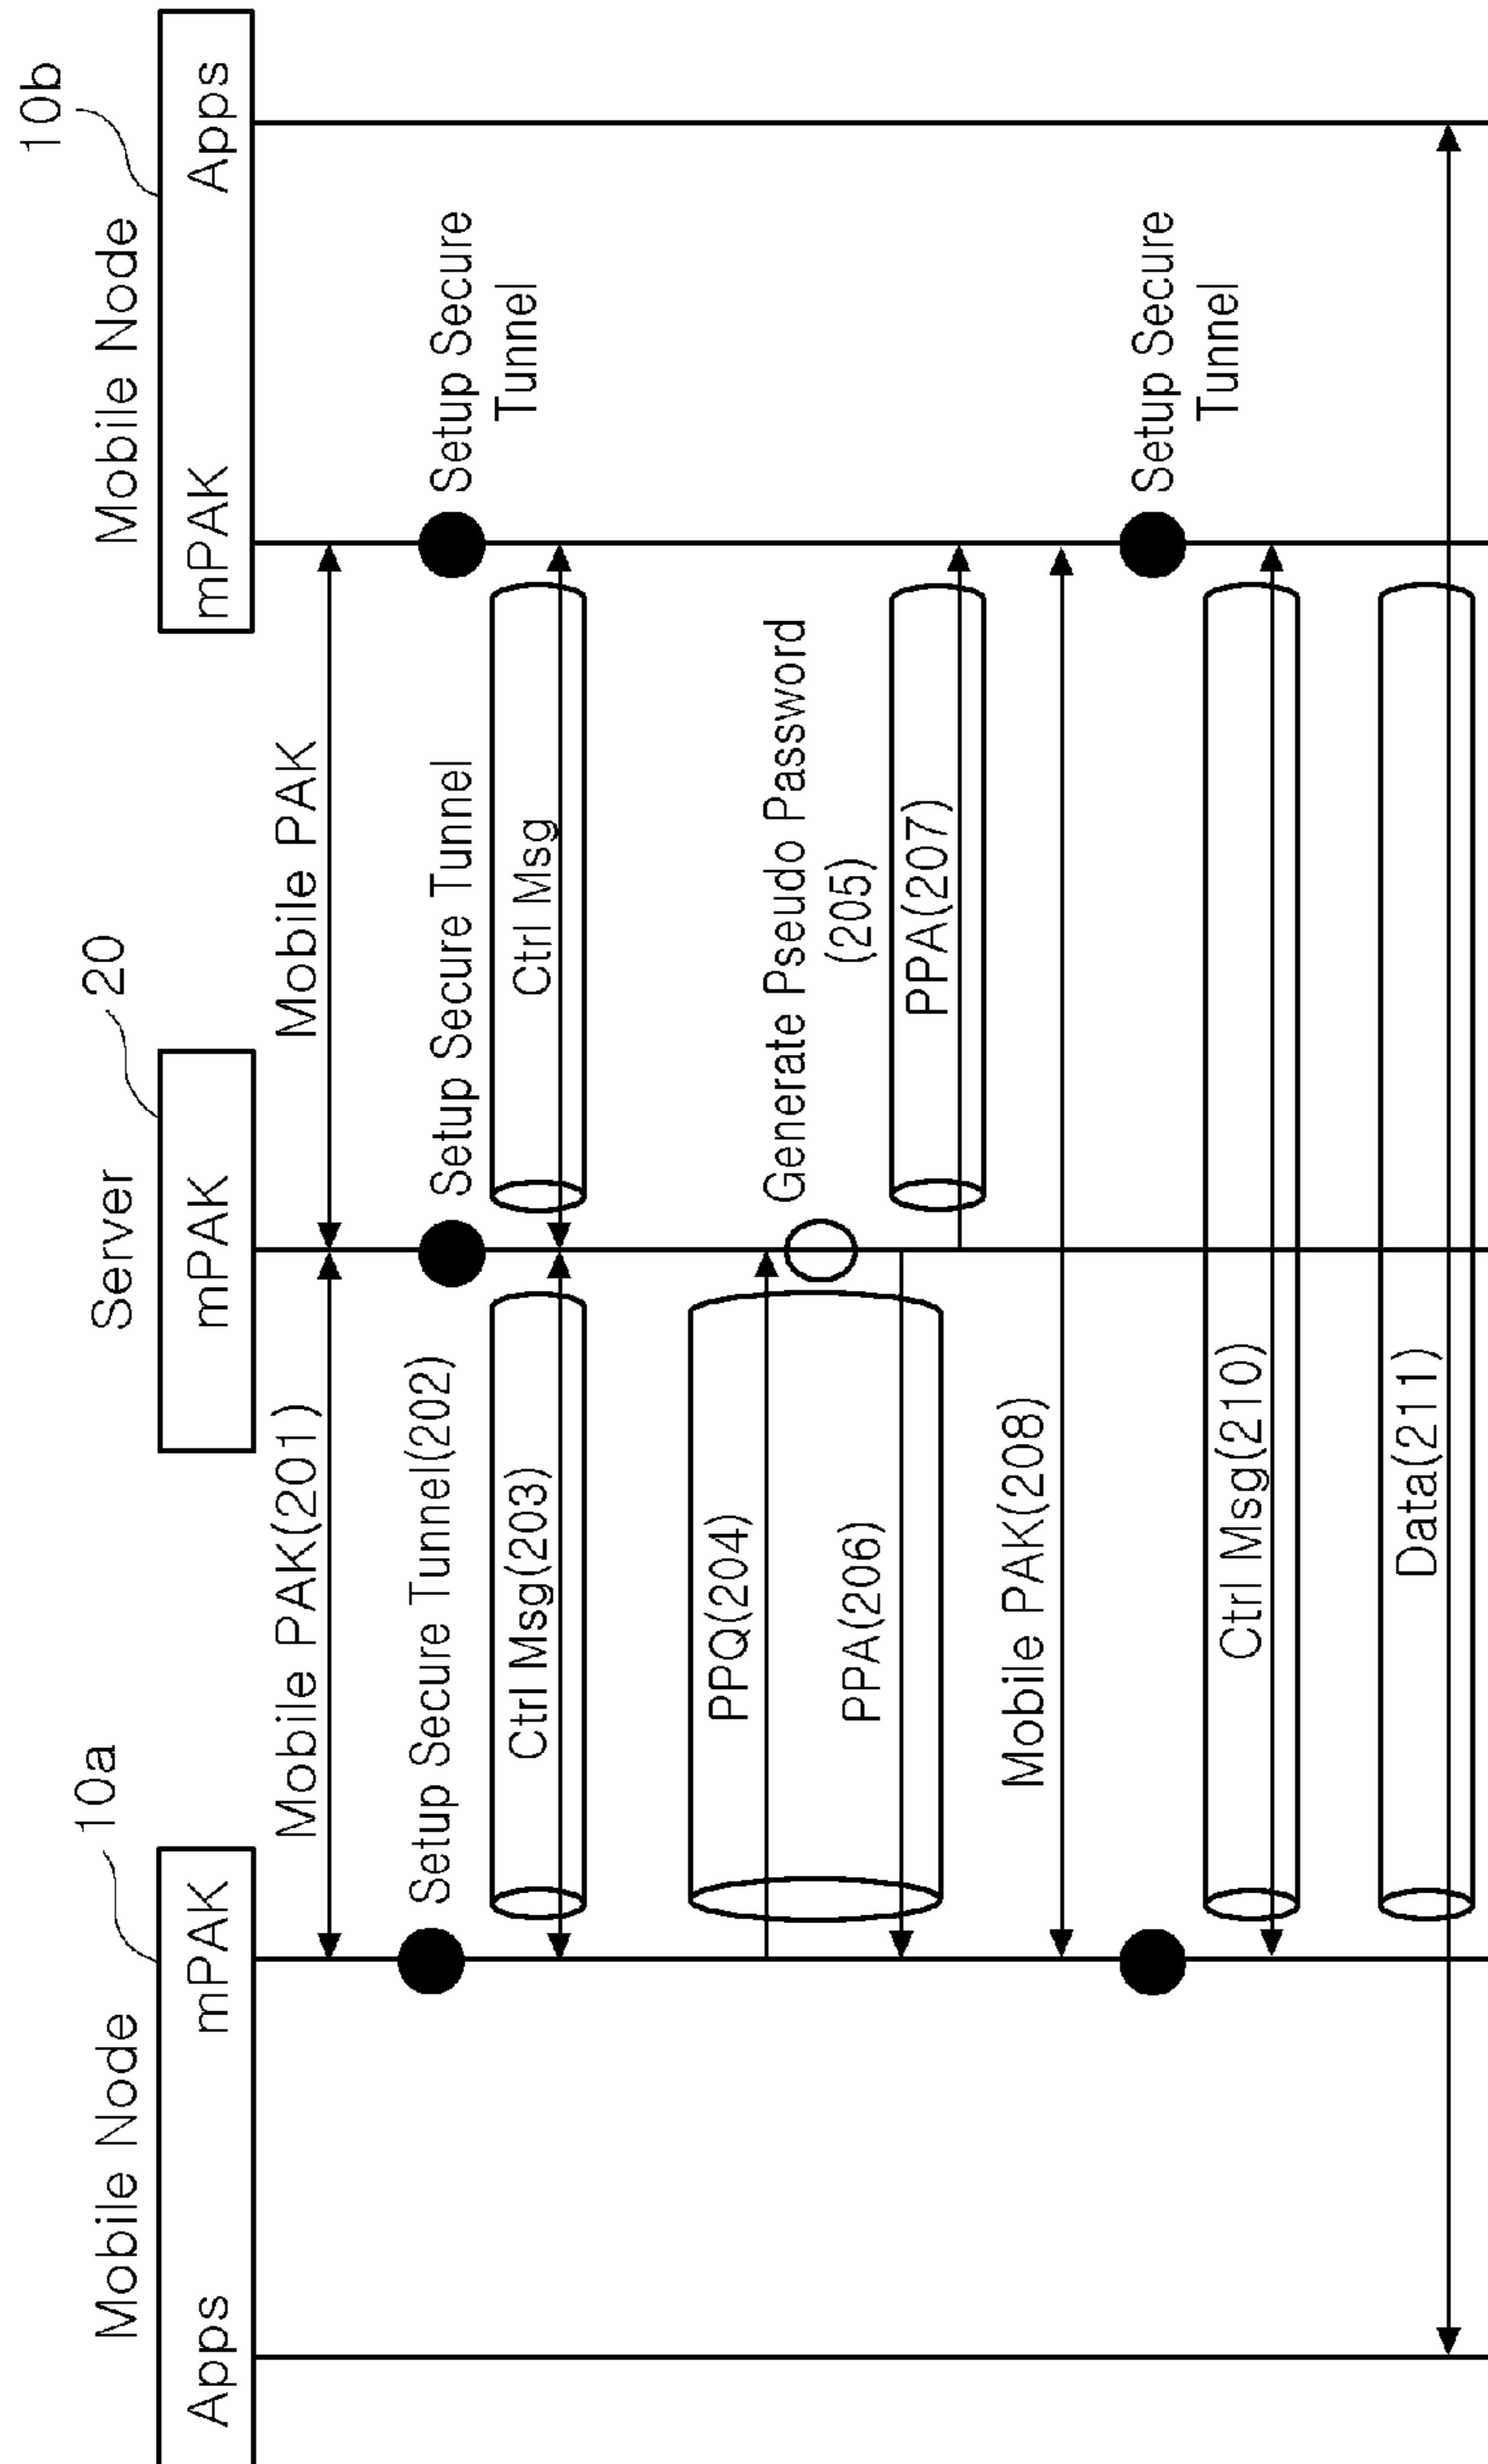 10a
20
10b
Mobile Node
Server
Mobile Node
Apps
mPAK
mPAK
mPAK
Apps
Mobile PAK(201)
Mobile PAK
Setup Secure Tunnel(202)
Setup Secure Tunnel
Setup Secure
Tunnel
Ctrl Msg(203)
Ctrl Msg
PPQ(204)
Generate Pseudo Password
(205)
PPA(206)
PPA(207)
Mobile PAK(208)
Setup Secure
Tunnel
Ctrl Msg(210)
Data(211)